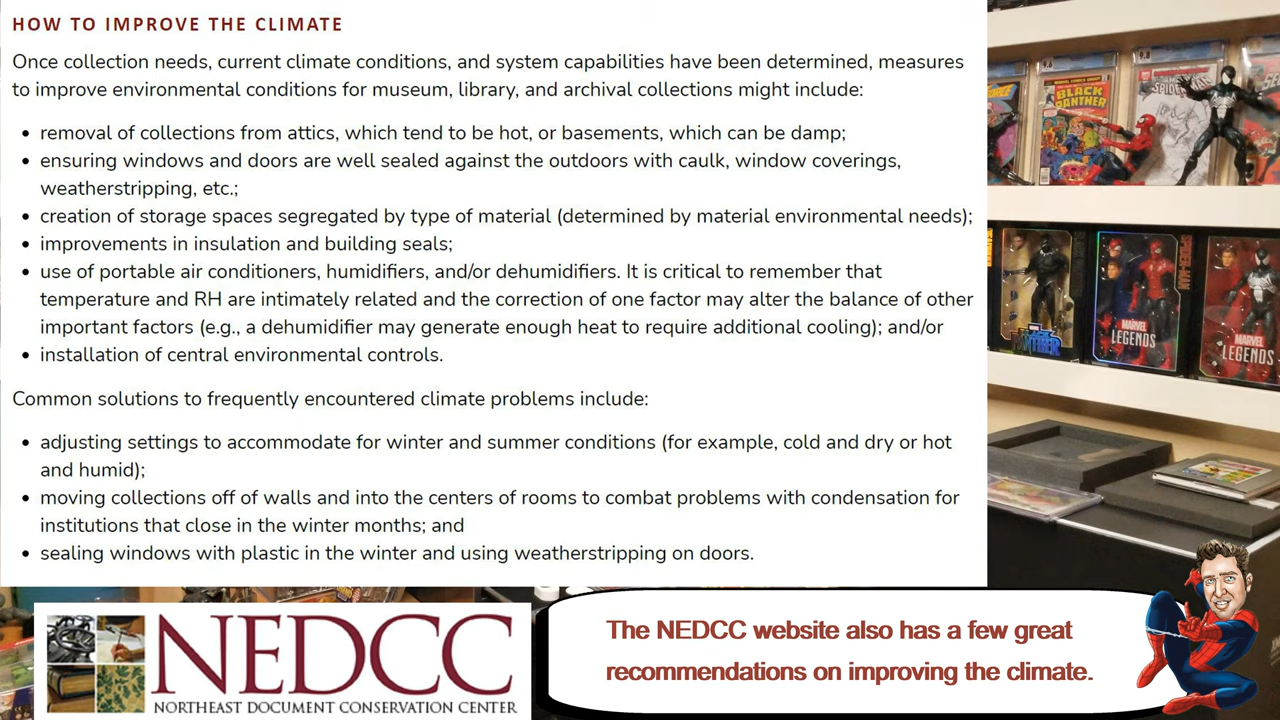 HOW TO IMPROVE THE CLIMATE
Once collection needs, current climate conditions, and system capabilities have been determined, measures
to improve environmental conditions for museum, library, and archival collections might include:
• removal of collections from attics, which tend to be hot, or basements, which can be damp;
• ensuring windows and doors are well sealed against the outdoors with caulk, window coverings,
weatherstripping, etc.;
• creation of storage spaces segregated by type of material (determined by material environmental needs);
• improvements in insulation and building seals;
• use of portable air conditioners, humidifiers, and/or dehumidifiers. It is critical to remember that
temperature and RH are intimately related and the correction of one factor may alter the balance of other
important factors (e.g., a dehumidifier may generate enough heat to require additional cooling); and/or
• installation of central environmental controls.
Common solutions to frequently encountered climate problems include:
• adjusting settings to accommodate for winter and summer conditions (for example, cold and dry or hot
and humid);
• moving collections off of walls and into the centers of rooms to combat problems with condensation for
institutions that close in the winter months; and
• sealing windows with plastic in the winter and using weatherstripping on doors.
9.8
BLACK
PANTHER
SPIDER-MAN
MARVEL
LEGENDS
MARVEL
LEGENDS
NEDCC
NORTHEAST DOCUMENT CONSERVATION CENTER
The NEDCC website also has a few great
recommendations on improving the climate.